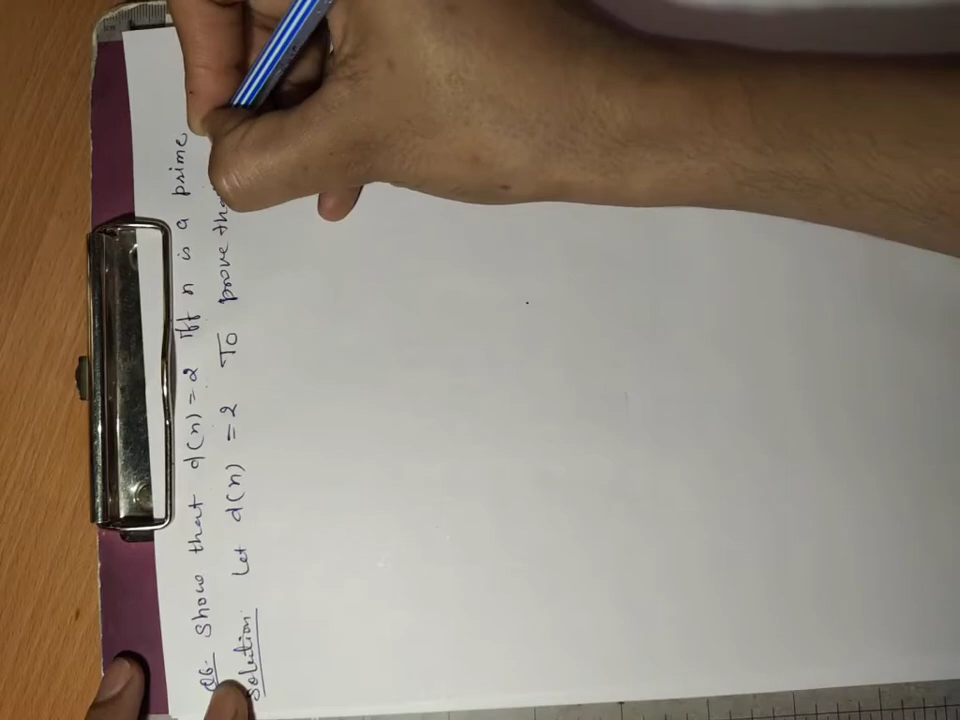 Q6. Show that d(n) = 2 Iff n is a prime
Solution: Let d(n) = 2 To prove tha